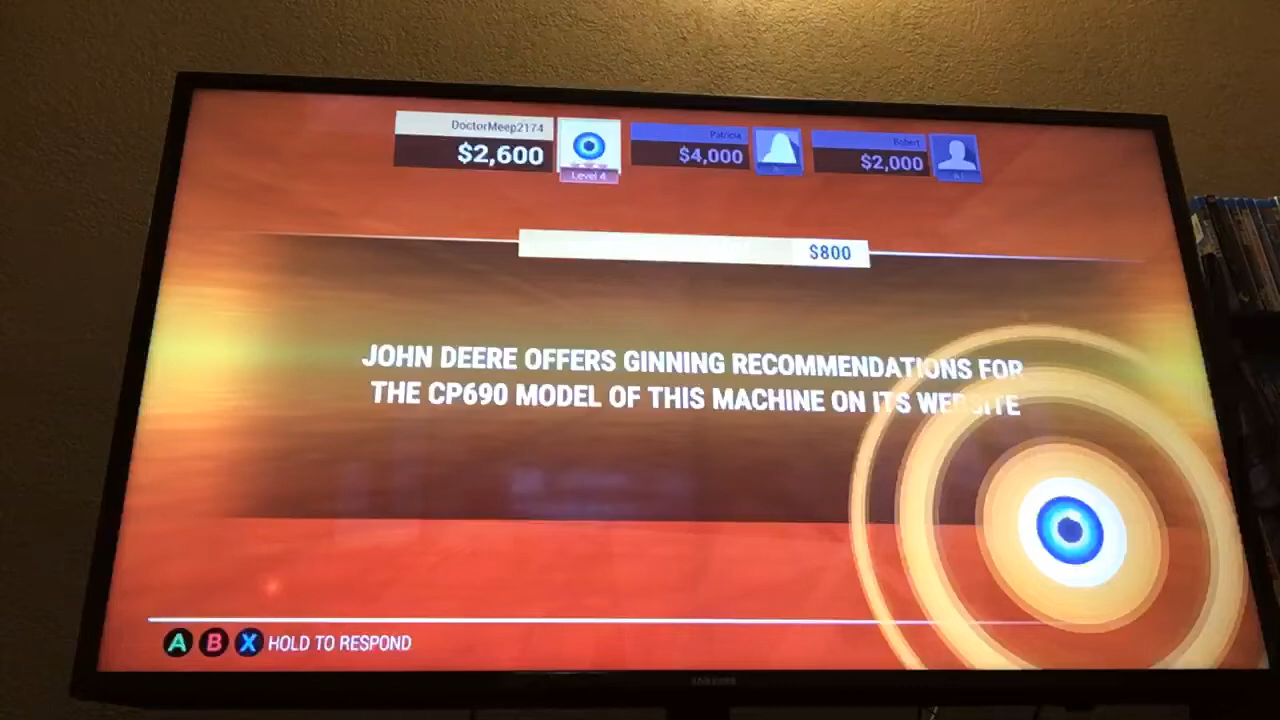 DoctorMeep2174
$2,600
Level 4
Patricia
$4,000
Robert
$2,000
$800
JOHN DEERE OFFERS GINNING RECOMMENDATIONS FOR
THE CP690 MODEL OF THIS MACHINE ON ITS WEBSITE
A B X HOLD TO RESPOND
SAMSUNG